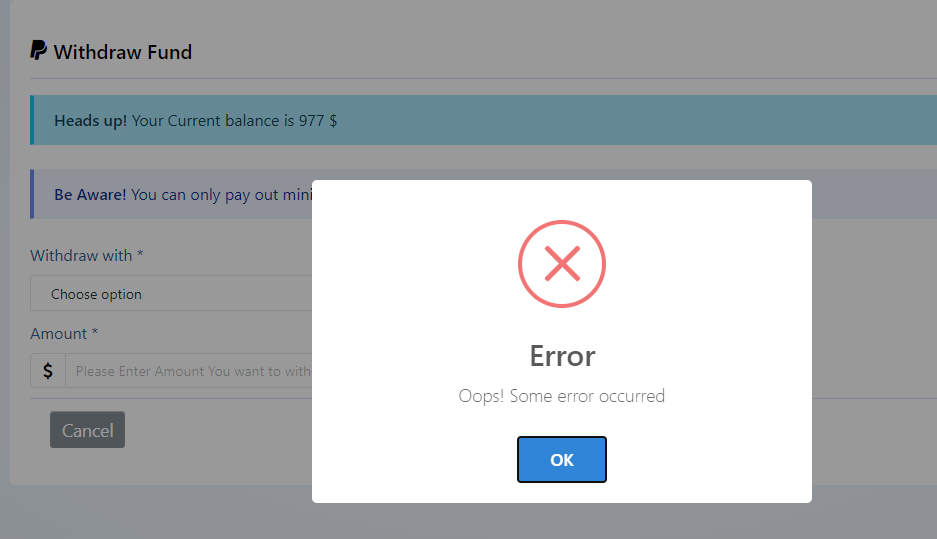 Withdraw Fund
Heads up! Your Current balance is 977 $
Be Aware! You can only pay out mini
Withdraw with *
Choose option
Amount *
$ Please Enter Amount You want to with
Cancel
Error
Oops! Some error occurred
OK